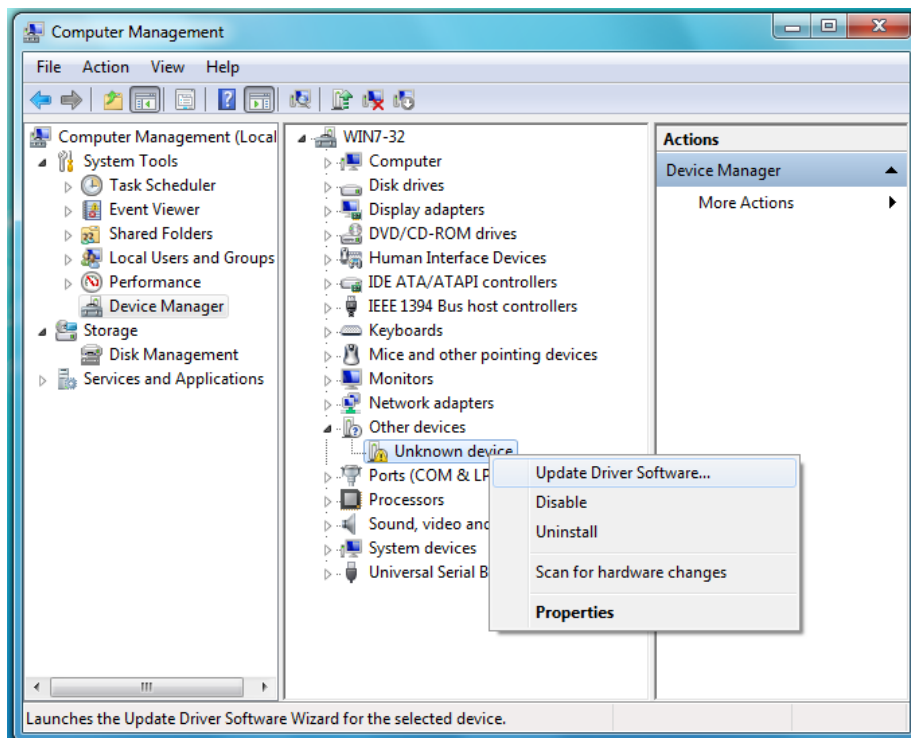 Computer Management
File Action View Help
Computer Management (Local
System Tools
Task Scheduler
Event Viewer
Shared Folders
Local Users and Groups
Performance
Device Manager
Storage
Disk Management
Services and Applications
WIN7-32
Computer
Disk drives
Display adapters
DVD/CD-ROM drives
Human Interface Devices
IDE ATA/ATAPI controllers
IEEE 1394 Bus host controllers
Keyboards
Mice and other pointing devices
Monitors
Network adapters
Other devices
Unknown device
Ports (COM & LP
Processors
Sound, video and
System devices
Universal Serial B
Update Driver Software...
Disable
Uninstall
Scan for hardware changes
Properties
Actions
Device Manager
More Actions
Launches the Update Driver Software Wizard for the selected device.